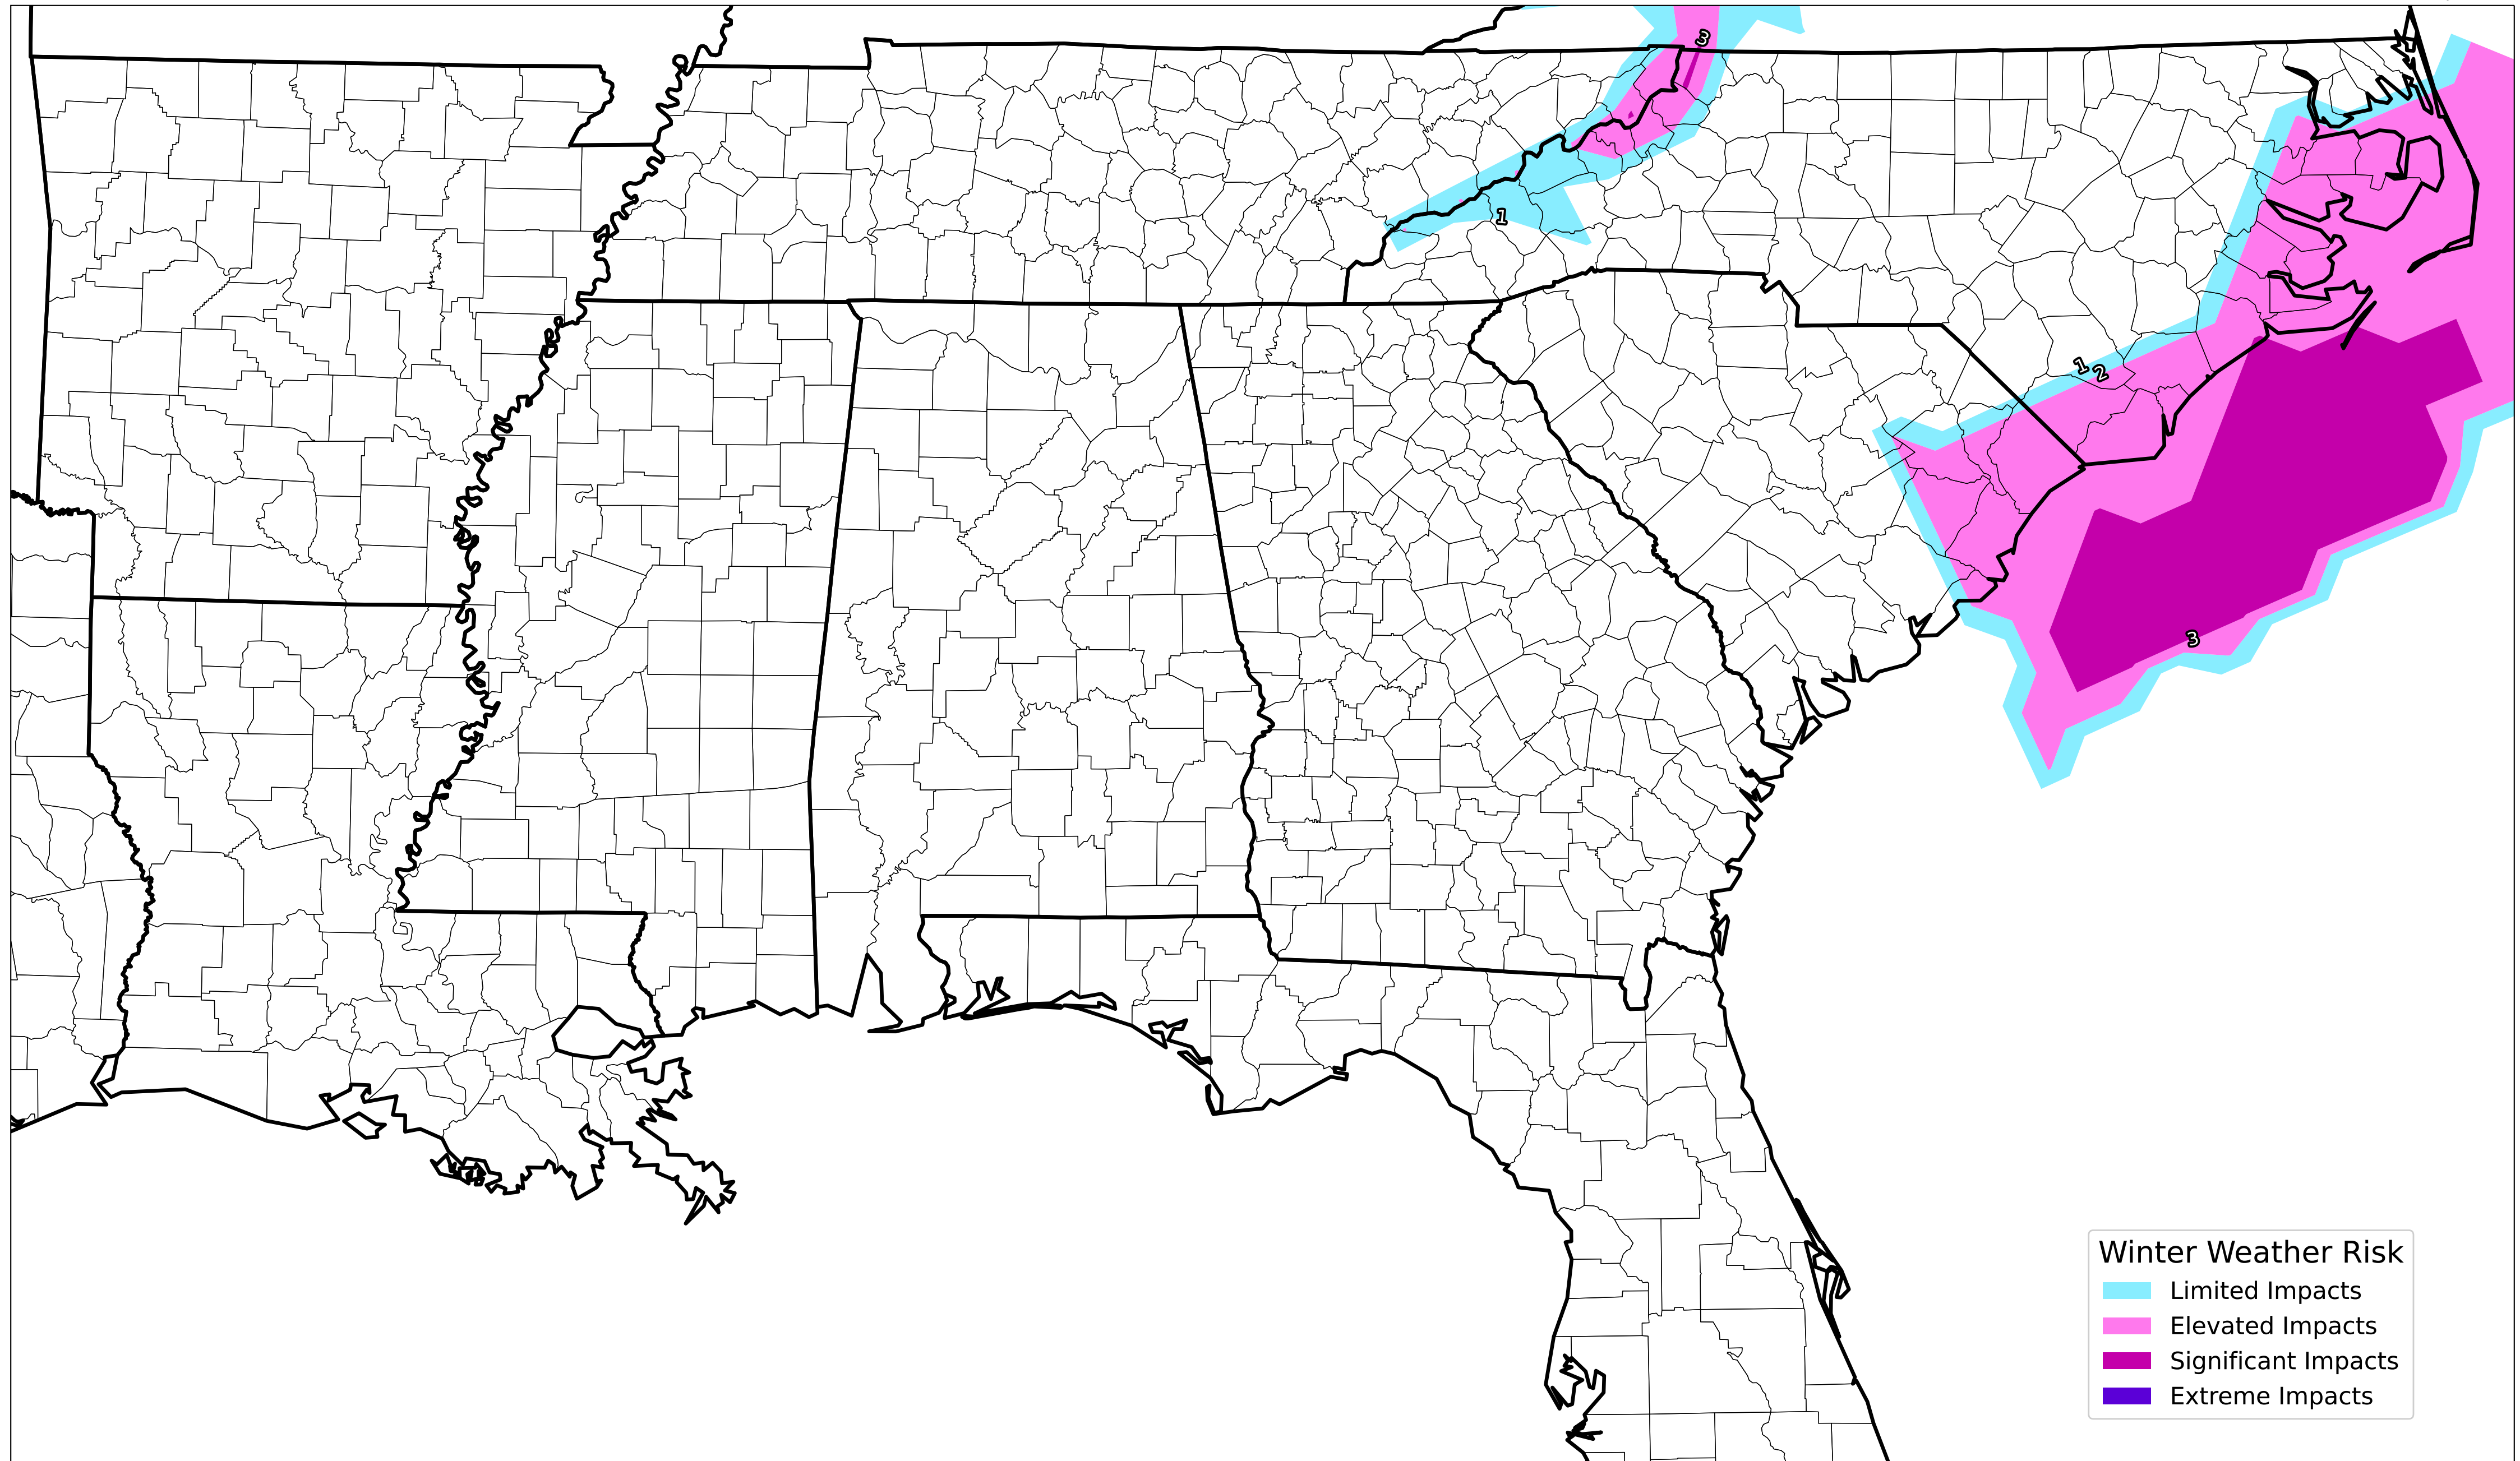 3
1
1
2
3
Winter Weather Risk
Limited Impacts
Elevated Impacts
Significant Impacts
Extreme Impacts